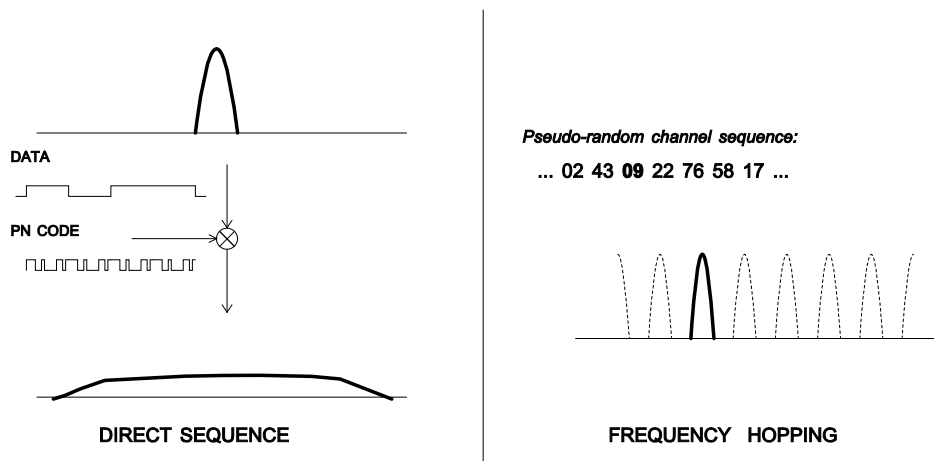 DATA
PN CODE
DIRECT SEQUENCE
Pseudo-random channel sequence:
... 02 43 09 22 76 58 17 ...
FREQUENCY HOPPING